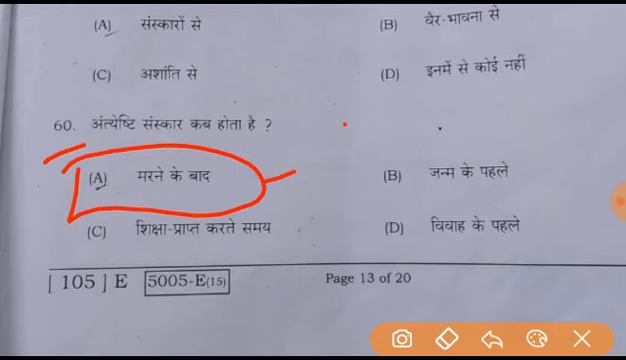 (A) संस्कारों से (B) वैर-भावना से
(C) अशांति से (D) इनमें से कोई नहीं
60. अंत्येष्टि संस्कार कब होता है ?
(A) मरने के बाद (B) जन्म के पहले
(C) शिक्षा-प्राप्त करते समय (D) विवाह के पहले
[ 105 ] E 5005-E(15) Page 13 of 20